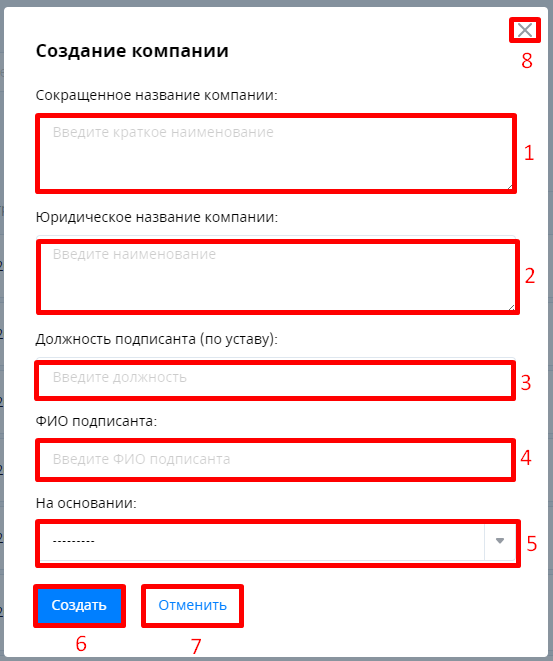 8
Создание компании
Сокращенное название компании:
Введите краткое наименование
1
Юридическое название компании:
Введите наименование
2
Должность подписанта (по уставу):
Введите должность
3
ФИО подписанта:
Введите ФИО подписанта
4
На основании:
---------
5
Создать Отменить
6 7